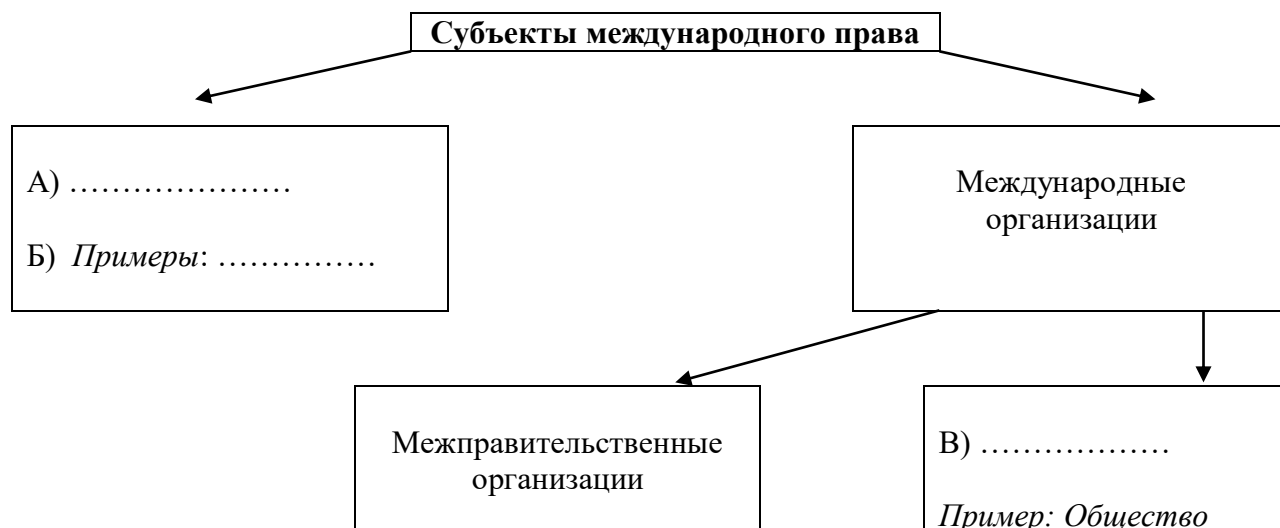 Субъекты международного права
А) …………………
Б) Примеры: ……………
Международные
организации
Межправительственные
организации
В) ………………
Пример: Общество